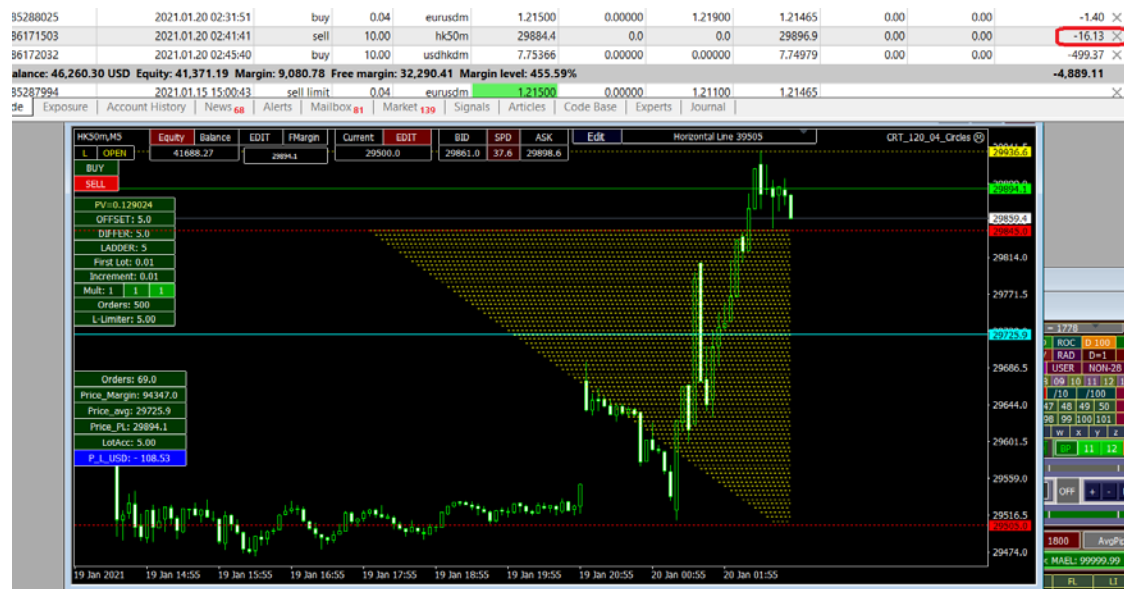 35288025 2021.01.20 02:31:51 buy 0.04 eurusdm 1.21500 0.00000 1.21900 1.21465 0.00 0.00 -1.40
36171503 2021.01.20 02:41:41 sell 10.00 hk50m 29884.4 0.0 0.0 29896.9 0.00 0.00 -16.13
36172032 2021.01.20 02:45:40 buy 10.00 usdhkdm 7.75366 0.00000 0.00000 7.74979 0.00 0.00 -499.37
alance: 46,260.30 USD Equity: 41,371.19 Margin: 9,080.78 Free margin: 32,290.41 Margin level: 455.59% -4,889.11
35287994 2021.01.15 15:00:43 sell limit 0.04 eurusdm 1.21500 0.00000 1.21100 1.21465
de Exposure Account History News 68 Alerts Mailbox 81 Market 139 Signals Articles Code Base Experts Journal
HK50m,M5 Equity Balance EDIT FMargin Current EDIT BID SPD ASK Edit Horizontal Line 39505 CRT_120_04_Circles
L OPEN 41688.27 29894.1 29500.0 29861.0 37.6 29898.6
29936.6
BUY
SELL
29894.1
PV=0.129024
OFFSET: 5.0
29859.4
DIFFER: 5.0
29845.0
LADDER: 5
29814.0
First Lot: 0.01
Increment: 0.01
Mult: 1 1 1
29771.5
Orders: 500
L-Limiter: 5.00
29725.9
29686.5
Orders: 69.0
Price_Margin: 94347.0
29644.0
Price_avg: 29725.9
Price_PL: 29894.1
29601.5
LotAcc: 5.00
P_L_USD: - 108.53
29559.0
29516.5
29505.0
29474.0
19 Jan 2021 19 Jan 14:55 19 Jan 15:55 19 Jan 16:55 19 Jan 17:55 19 Jan 18:55 19 Jan 19:55 19 Jan 20:55 20 Jan 00:55 20 Jan 01:55
= 1778
ROC D 100
RAD D=1
USER NON-28
09 10 11 12
/10 /100
47 48 49 50
98 99 100 101
w x y z
BP 11 12
OFF + -
1800 AvgPi
MAEL: 99999.99
FL LI